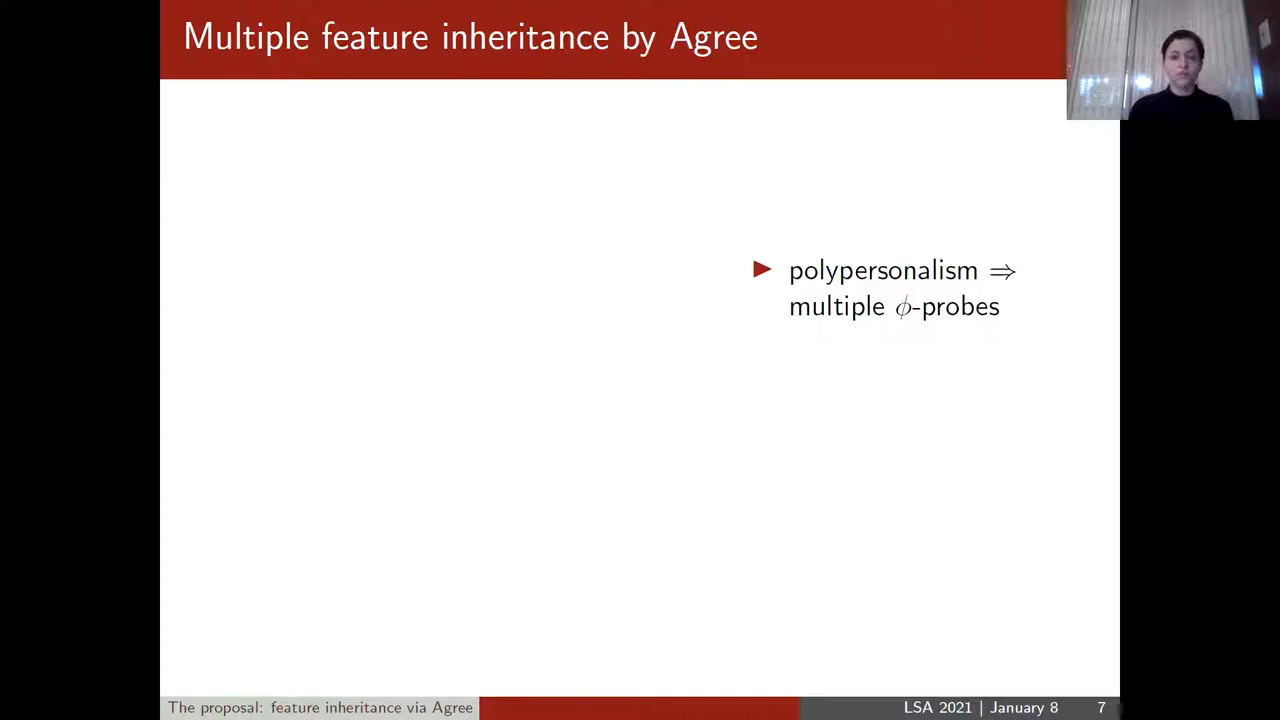 Multiple feature inheritance by Agree
▶ polypersonalism ⇒
multiple ϕ-probes
The proposal: feature inheritance via Agree
LSA 2021 | January 8 7